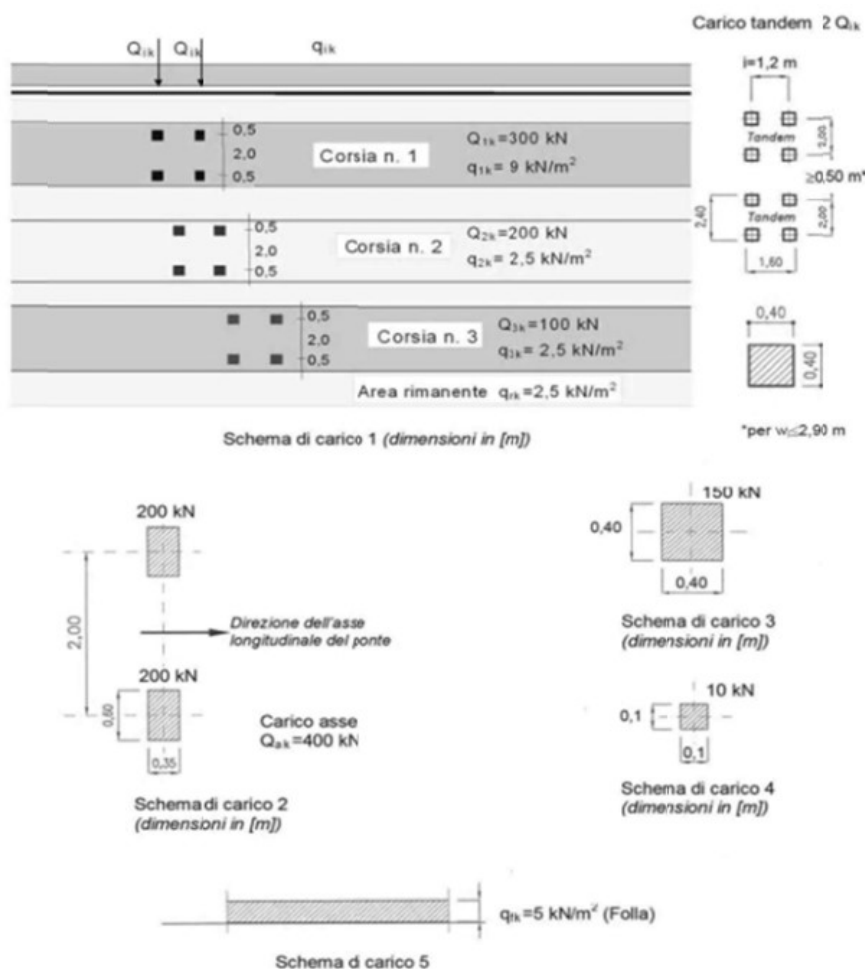 Carico tandem 2 Qik
Qik Qik qik
i=1,2 m
0,5
2,0
0,5
Corsia n. 1
Q1k=300 kN
q1k= 9 kN/m²
Tandem
2,00
≥0,50 m*
0,5
2,0
0,5
Corsia n. 2
Q2k=200 kN
q2k= 2,5 kN/m²
2,40
Tandem
2,00
1,60
0,5
2,0
0,5
Corsia n. 3
Q3k=100 kN
q3k= 2,5 kN/m²
0,40
0,40
Area rimanente qrk=2,5 kN/m²
Schema di carico 1 (dimensioni in [m])
*per wl≤2,90 m
200 kN
2,00
Direzione dell'asse
longitudinale del ponte
200 kN
0,60
0,35
Carico asse
Qak=400 kN
Schema di carico 2
(dimensioni in [m])
150 kN
0,40
0,40
Schema di carico 3
(dimensioni in [m])
10 kN
0,1
0,1
Schema di carico 4
(dimensioni in [m])
qfk=5 kN/m² (Folla)
Schema di carico 5